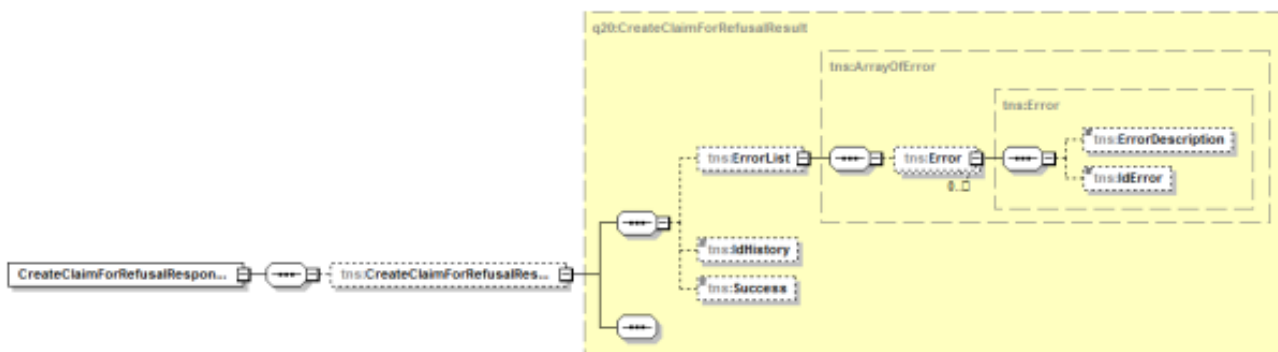 q20:CreateClaimForRefusalResult
tns:ArrayOfError
tns:Error
tns:ErrorDescription
tns:ErrorList
tns:Error
tns:IdError
0..□
tns:IdHistory
CreateClaimForRefusalRespon...
tns:CreateClaimForRefusalRes...
tns:Success